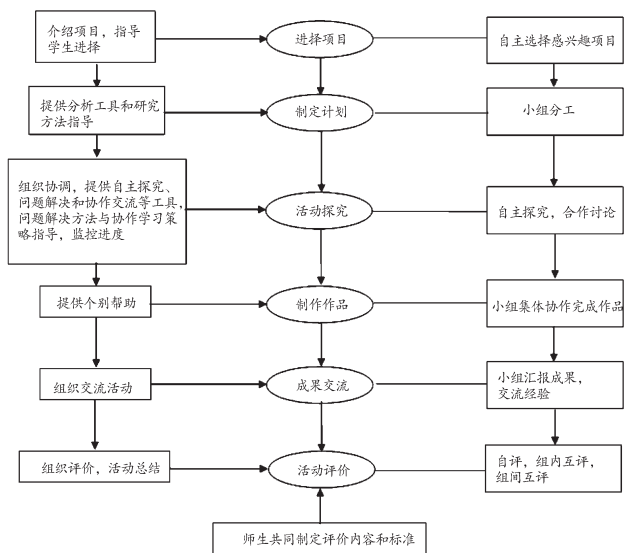 介绍项目，指导
学生进择
进择项目
自主选择感兴趣项目
提供分析工具和研究
方法指导
制定计划
小组分工
组织协调，提供自主探究、
问题解决和协作交流等工具，
问题解决方法与协作学习策
略指导，监控进度
活动探究
自主探究，合作讨论
提供个别帮助
制作作品
小组集体协作完成作品
组织交流活动
成果交流
小组汇报成果，
交流经验
组织评价，活动总结
活动评价
自评，组内互评，
组间互评
师生共同制定评价内容和标准